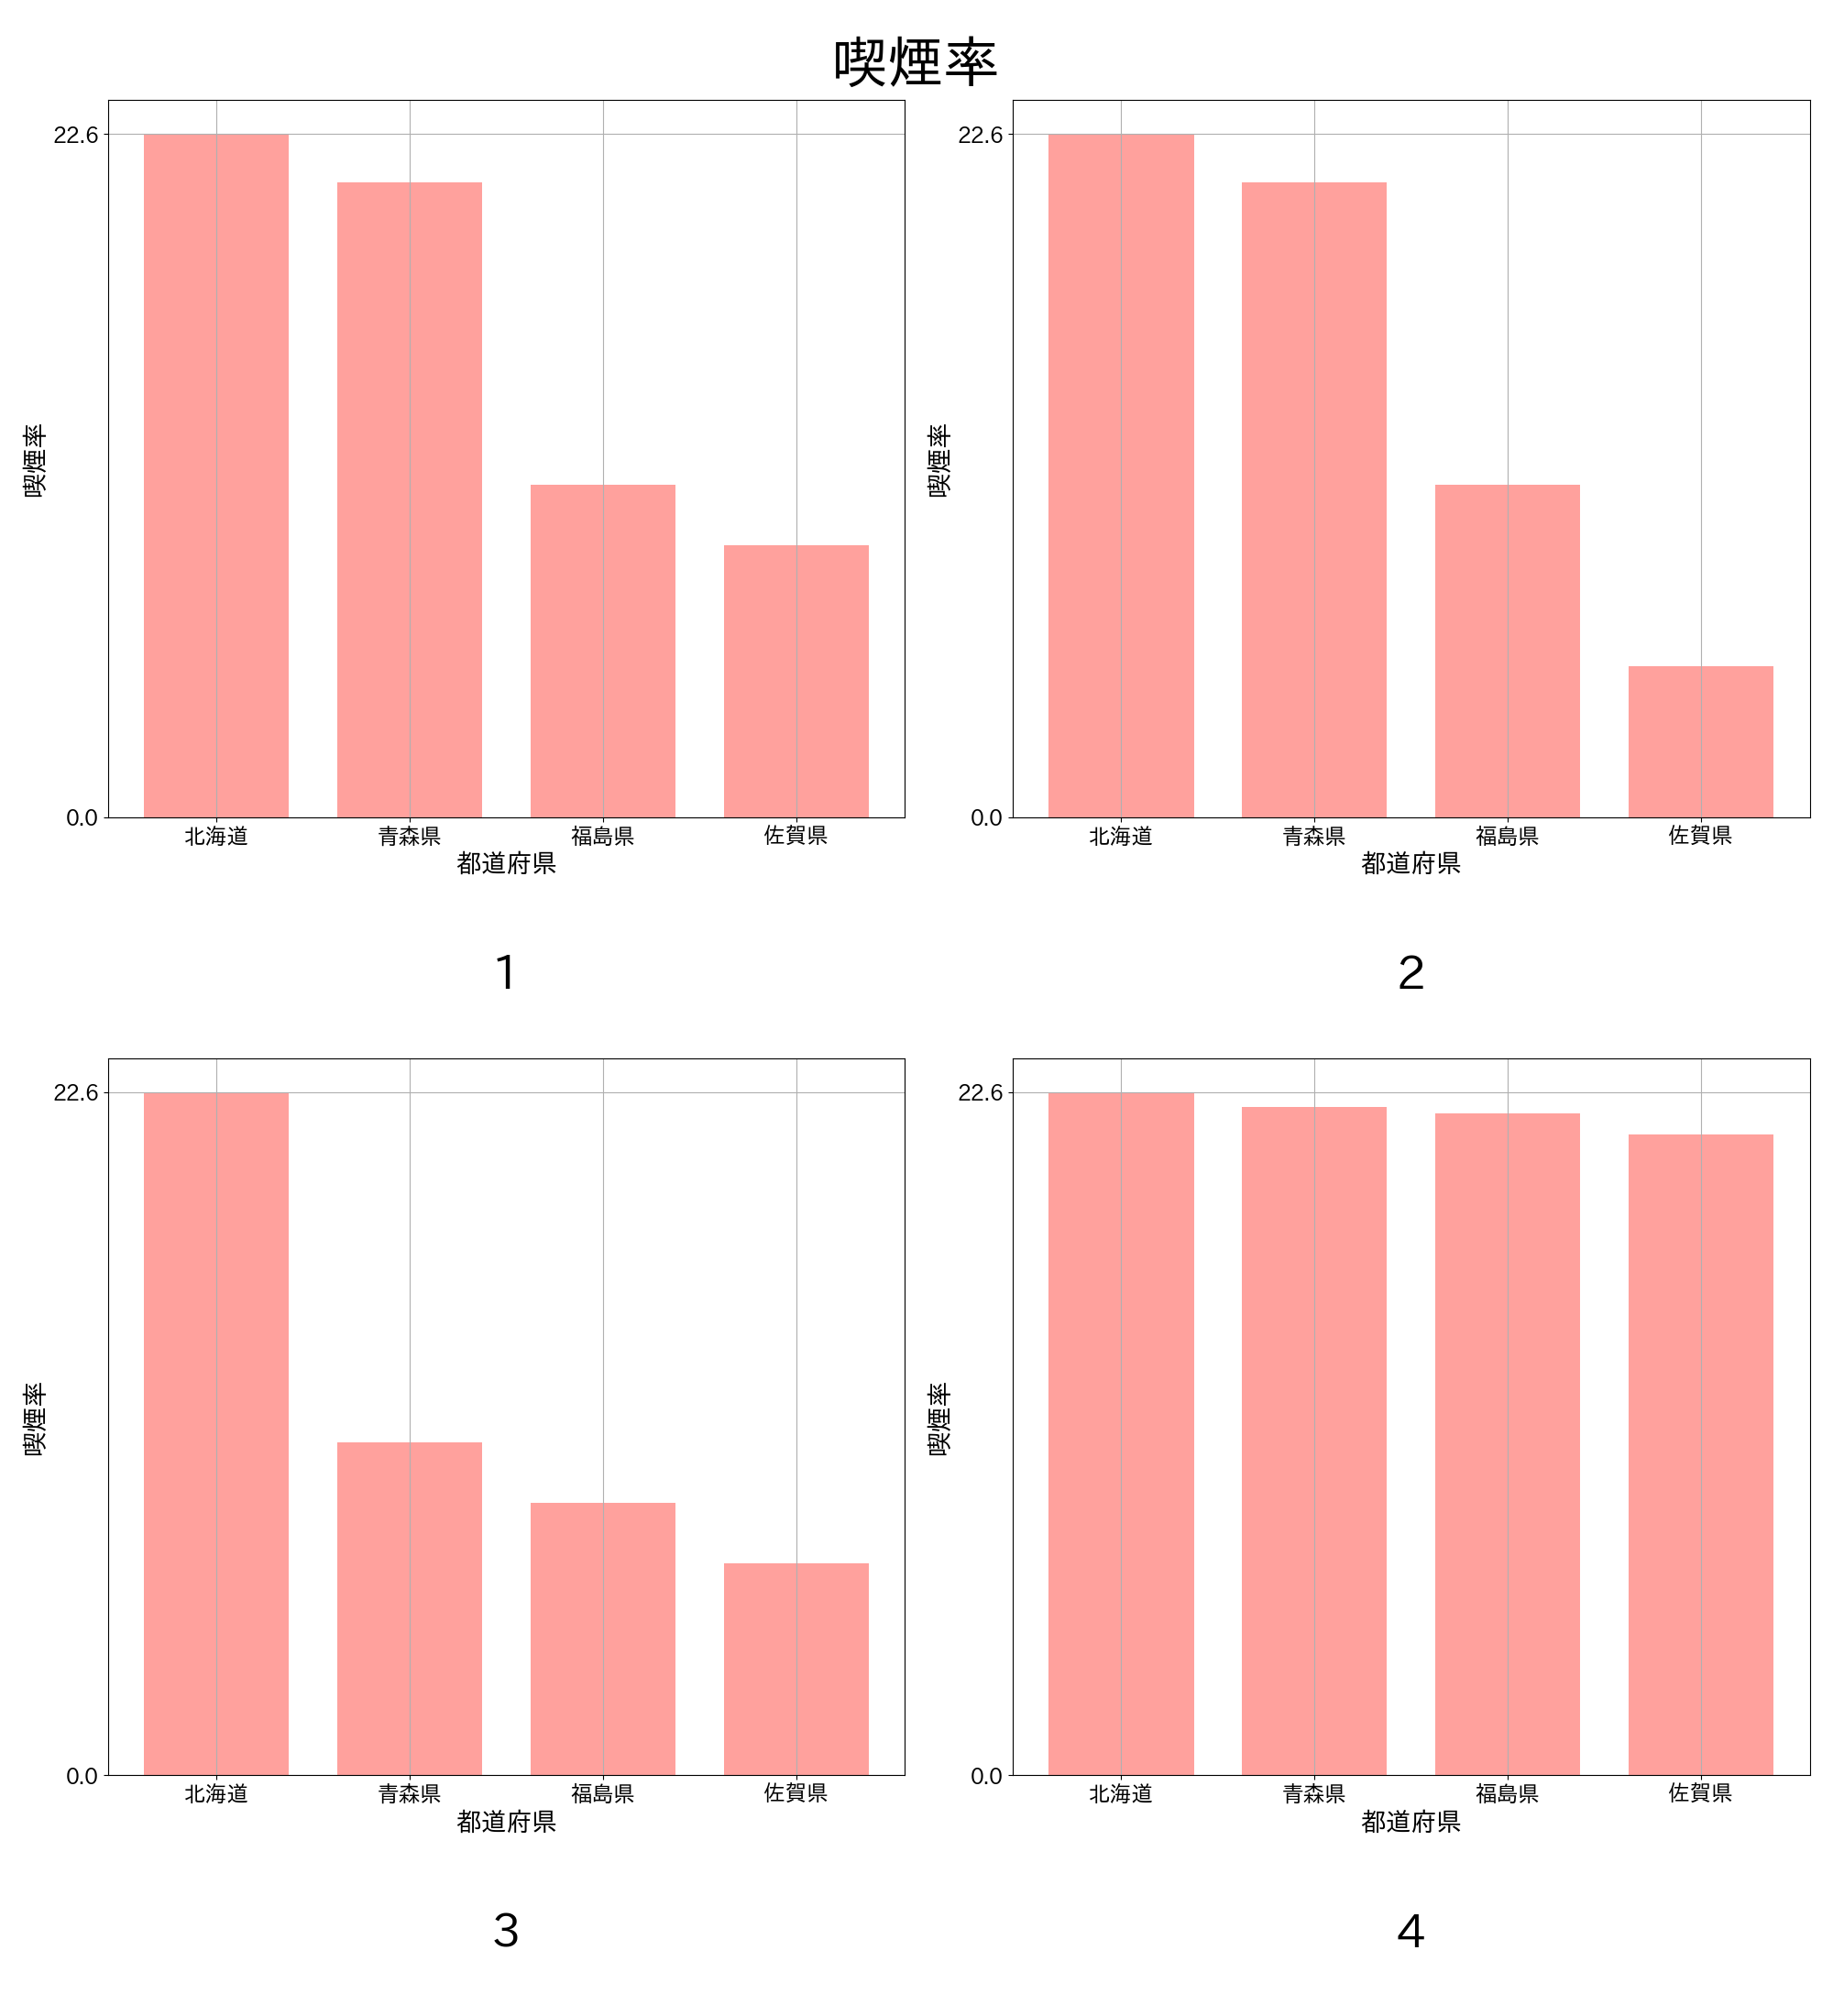 喫煙率
22.6
0.0
喫煙率
北海道 青森県 福島県 佐賀県
都道府県
1
22.6
0.0
喫煙率
北海道 青森県 福島県 佐賀県
都道府県
2
22.6
0.0
喫煙率
北海道 青森県 福島県 佐賀県
都道府県
3
22.6
0.0
喫煙率
北海道 青森県 福島県 佐賀県
都道府県
4